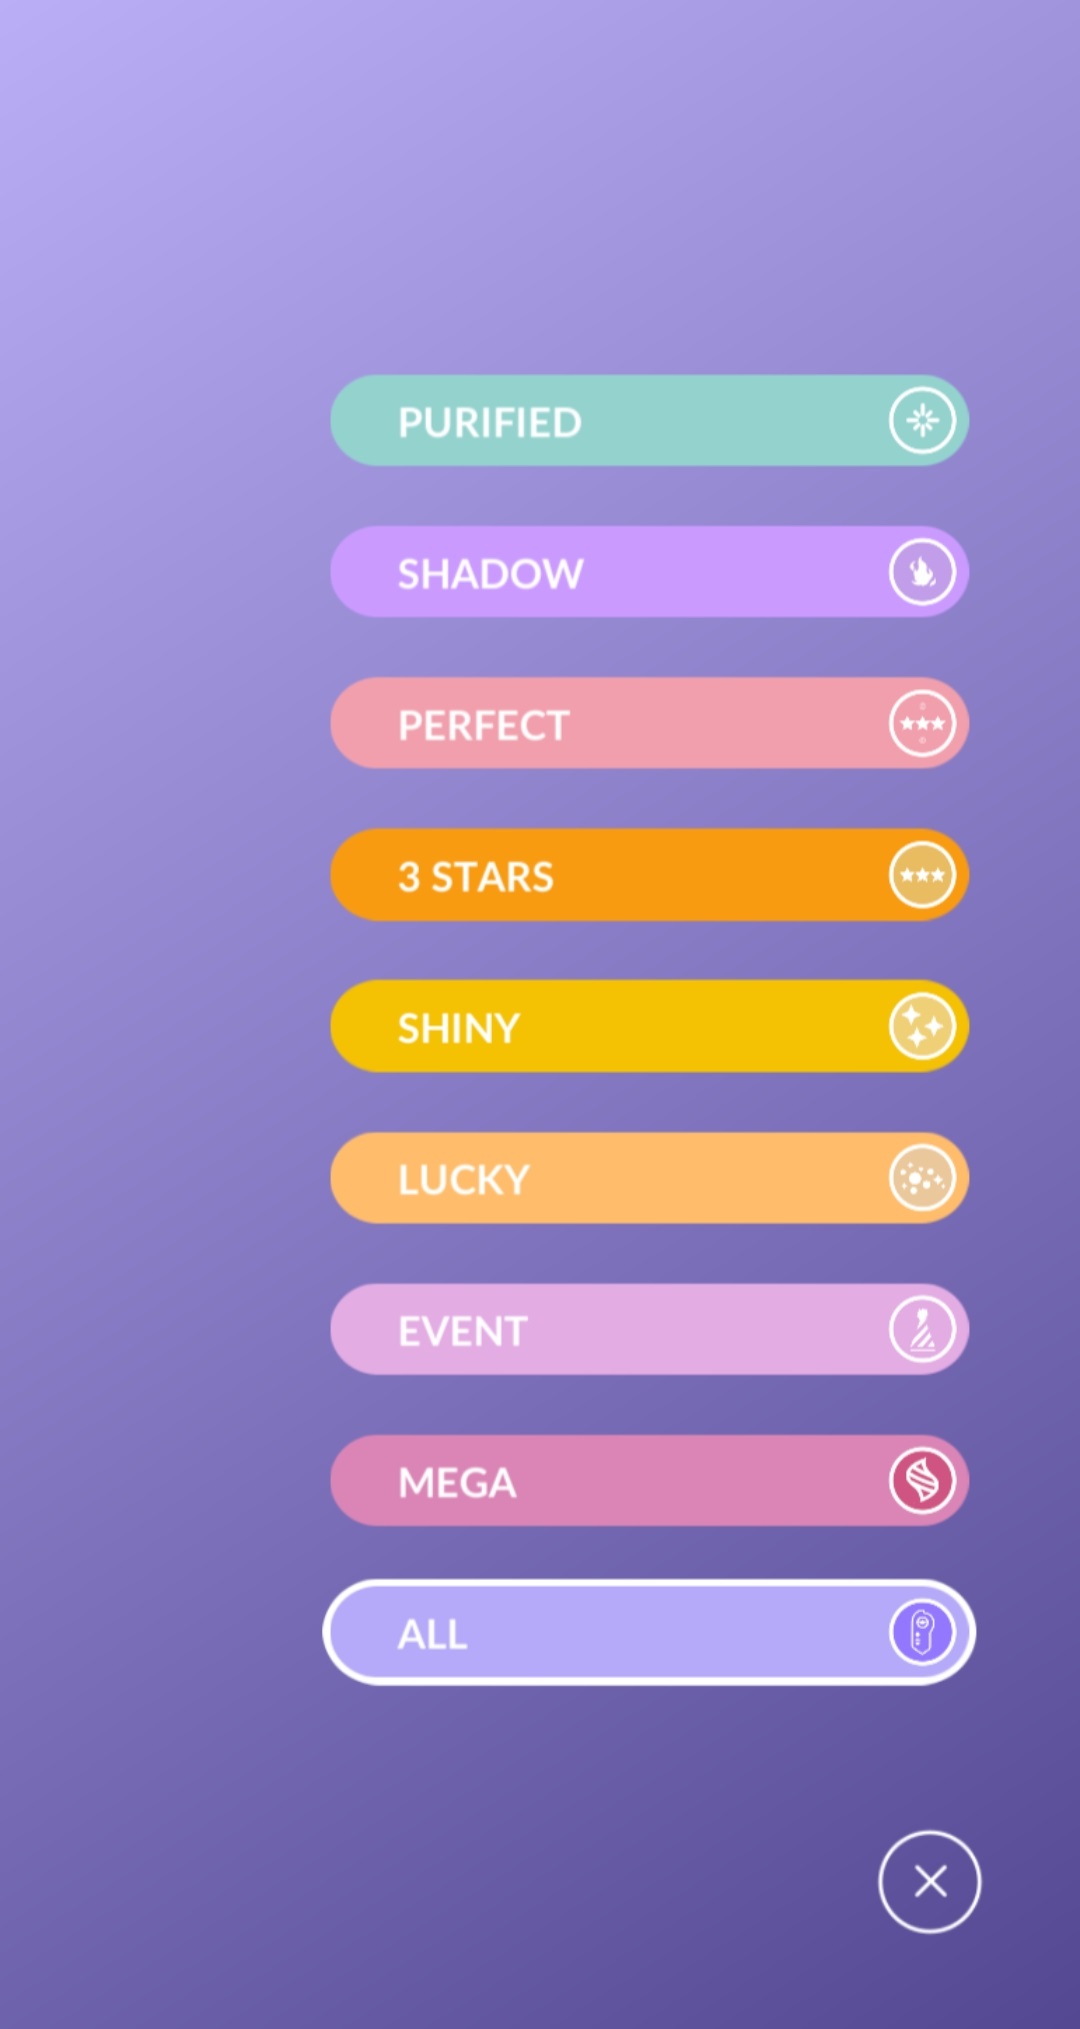 PURIFIED
SHADOW
PERFECT
3 STARS
SHINY
LUCKY
EVENT
MEGA
ALL